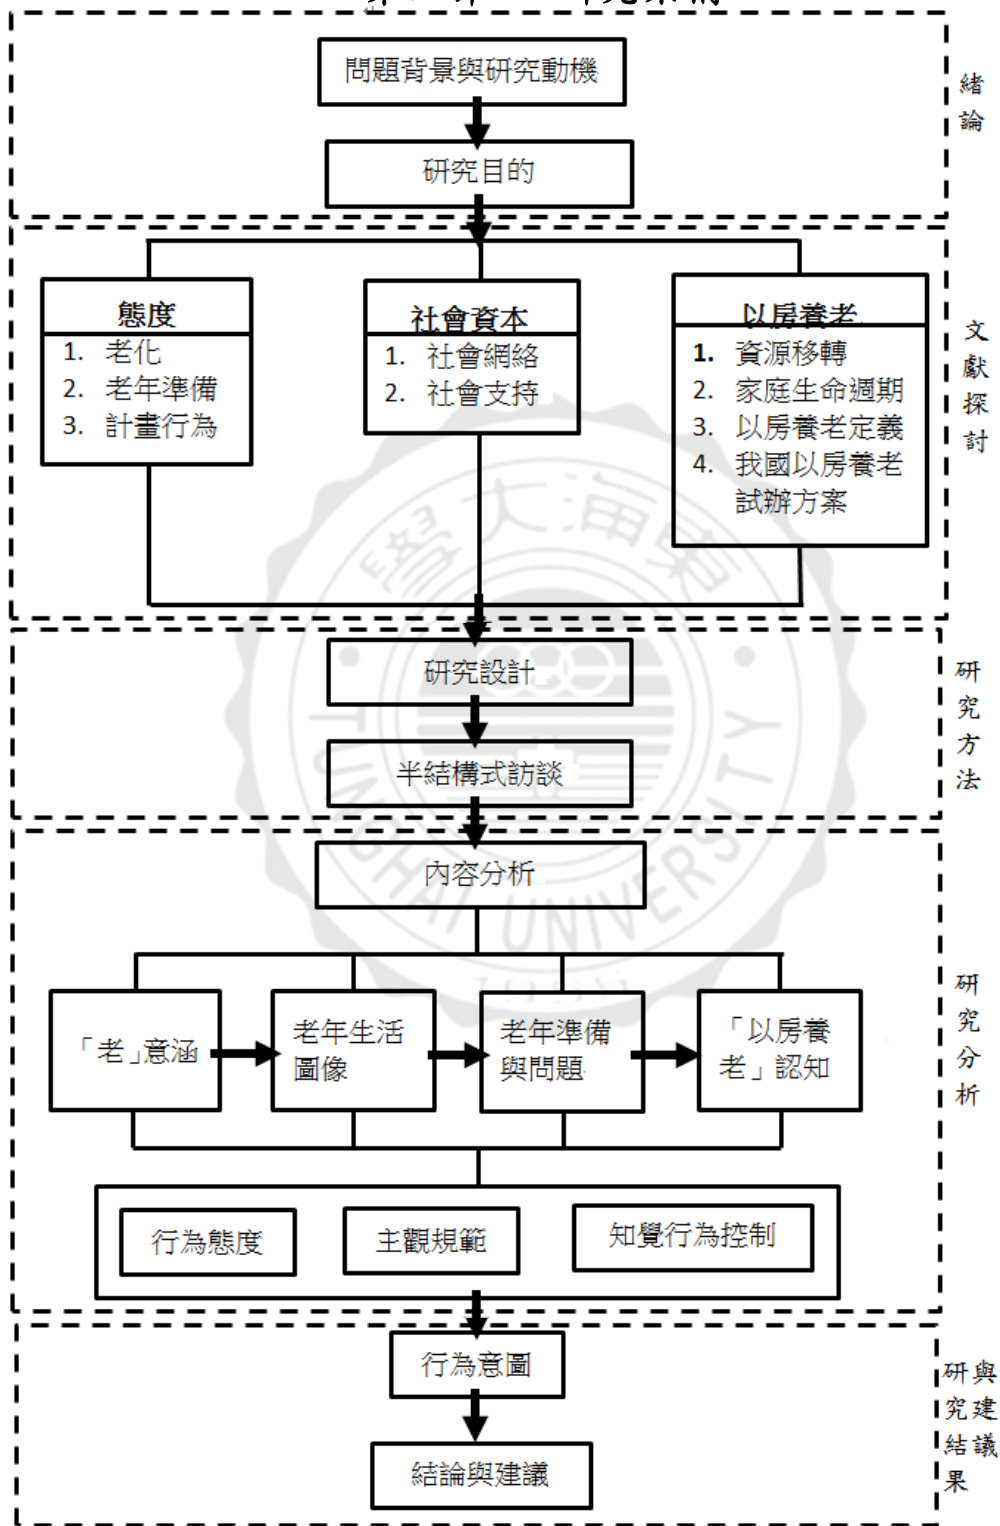 問題背景與研究動機
研究目的
緒論
態度
1. 老化
2. 老年準備
3. 計畫行為
社會資本
1. 社會網絡
2. 社會支持
以房養老
1. 資源移轉
2. 家庭生命週期
3. 以房養老定義
4. 我國以房養老
試辦方案
文獻探討
研究設計
半結構式訪談
研究方法
內容分析
「老」意涵
老年生活
圖像
老年準備
與問題
「以房養
老」認知
行為態度
主觀規範
知覺行為控制
研究分析
行為意圖
結論與建議
研究結果
與建議
學大海東
TUNGHAI UNIVERSITY
1955